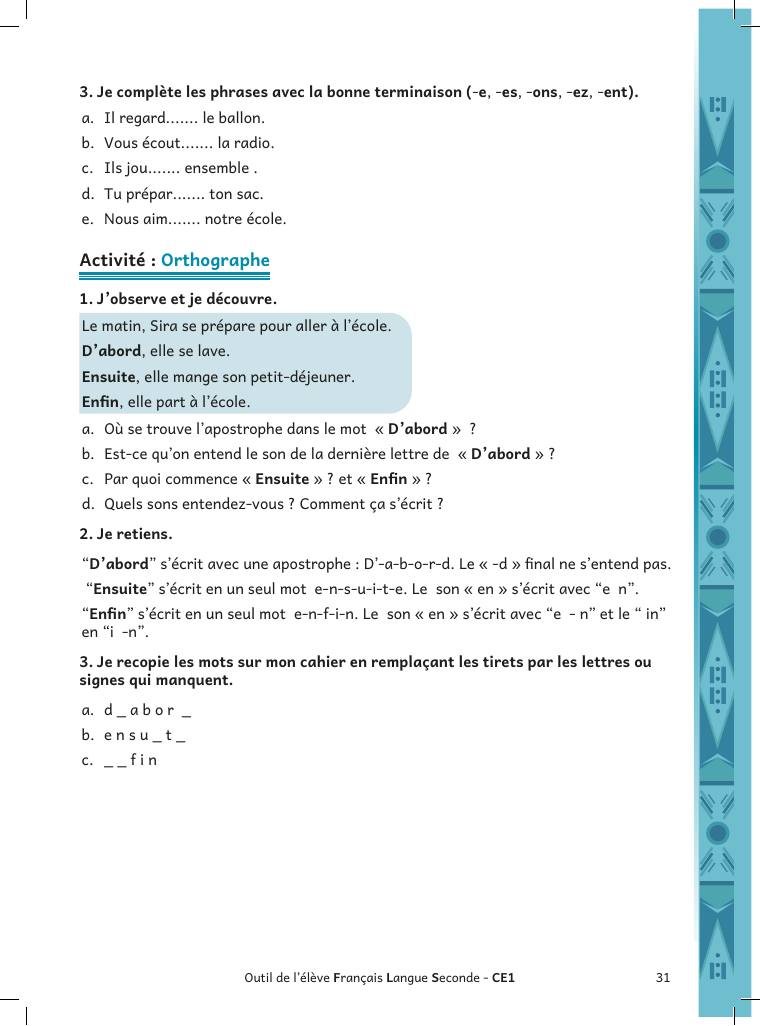 3. Je complète les phrases avec la bonne terminaison (-e, -es, -ons, -ez, -ent).
a. Il regard....... le ballon.
b. Vous écout....... la radio.
c. Ils jou....... ensemble .
d. Tu prépar....... ton sac.
e. Nous aim....... notre école.
Activité : Orthographe
1. J’observe et je découvre.
Le matin, Sira se prépare pour aller à l’école.
D’abord, elle se lave.
Ensuite, elle mange son petit-déjeuner.
Enfin, elle part à l’école.
a. Où se trouve l’apostrophe dans le mot « D’abord » ?
b. Est-ce qu’on entend le son de la dernière lettre de « D’abord » ?
c. Par quoi commence « Ensuite » ? et « Enfin » ?
d. Quels sons entendez-vous ? Comment ça s’écrit ?
2. Je retiens.
“D’abord” s’écrit avec une apostrophe : D’-a-b-o-r-d. Le « -d » final ne s’entend pas.
“Ensuite” s’écrit en un seul mot e-n-s-u-i-t-e. Le son « en » s’écrit avec “e n”.
“Enfin” s’écrit en un seul mot e-n-f-i-n. Le son « en » s’écrit avec “e - n” et le “ in”
en “i -n”.
3. Je recopie les mots sur mon cahier en remplaçant les tirets par les lettres ou
signes qui manquent.
a. d _ a b o r _
b. e n s u _ t _
c. _ _ f i n
Outil de l’élève Français Langue Seconde - CE1 31